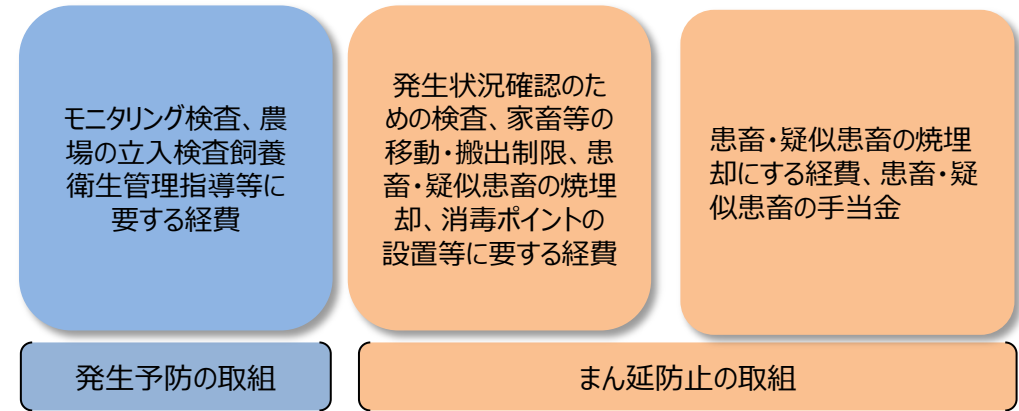 モニタリング検査、農
場の立入検査飼養
衛生管理指導等に
要する経費
発生状況確認のた
めの検査、家畜等の
移動・搬出制限、患
畜・疑似患畜の焼埋
却、消毒ポイントの
設置等に要する経費
患畜・疑似患畜の焼埋
却にする経費、患畜・疑
似患畜の手当金
発生予防の取組
まん延防止の取組